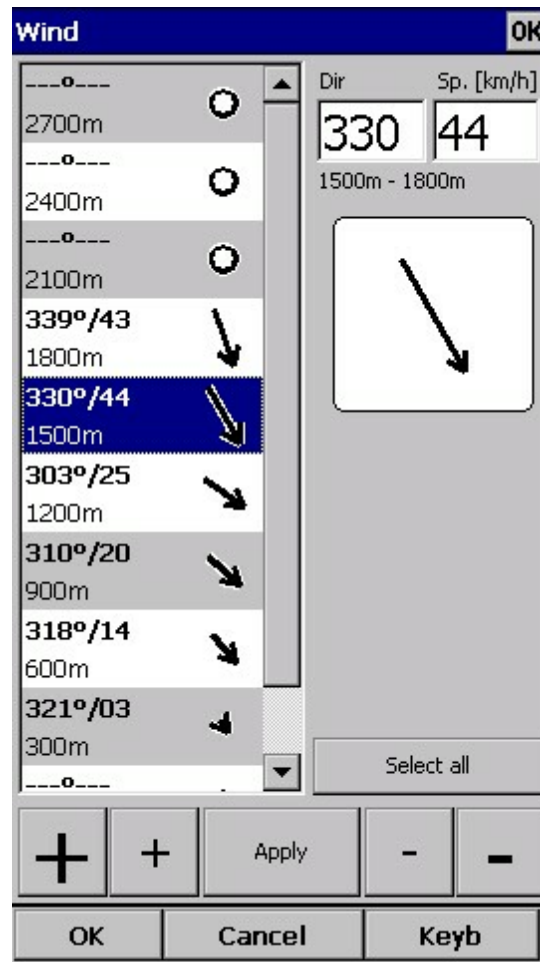 Wind
OK
---º---
2700m
---º---
2400m
---º---
2100m
339º/43
1800m
330º/44
1500m
303º/25
1200m
310º/20
900m
318º/14
600m
321º/03
300m
---º---
Dir Sp. [km/h]
330 44
1500m - 1800m
Select all
+ + Apply - -
OK Cancel Keyb